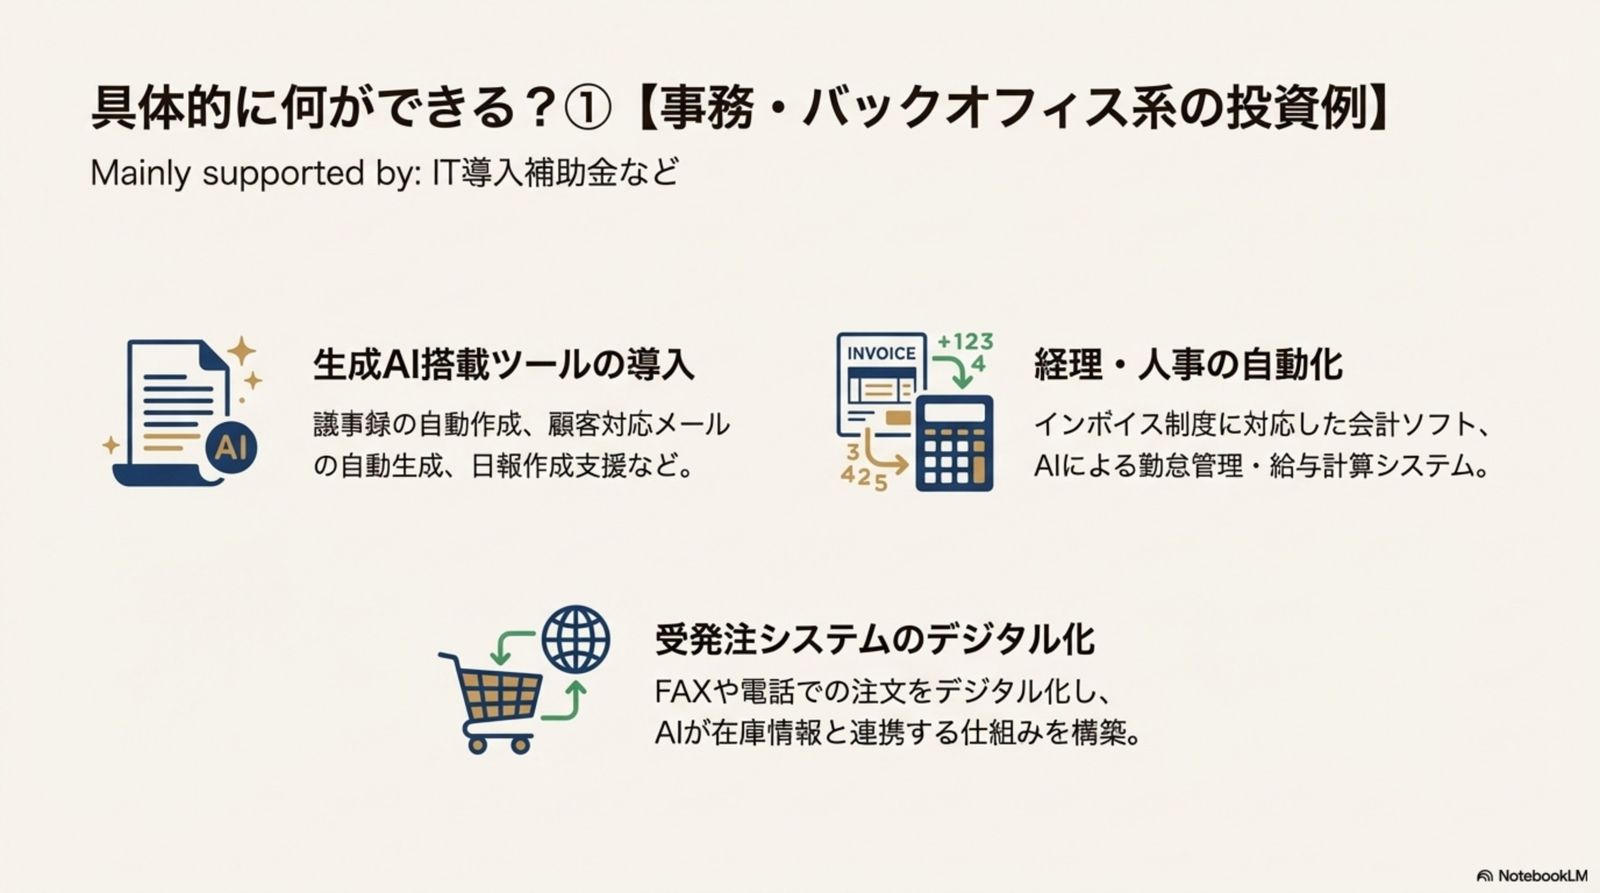 具体的に何ができる？①【事務・バックオフィス系の投資例】
Mainly supported by: IT導入補助金など
AI
生成AI搭載ツールの導入
議事録の自動作成、顧客対応メール
の自動生成、日報作成支援など。
INVOICE
+123
4
3
425
経理・人事の自動化
インボイス制度に対応した会計ソフト、
AIによる勤怠管理・給与計算システム。
受発注システムのデジタル化
FAXや電話での注文をデジタル化し、
AIが在庫情報と連携する仕組みを構築。
NotebookLM